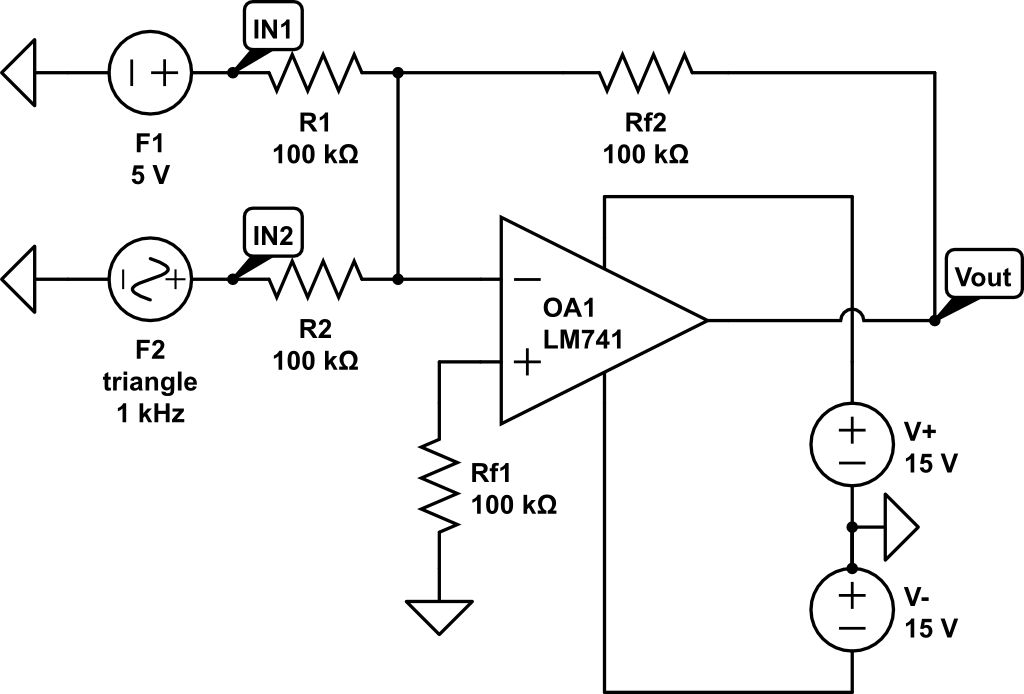 IN1
R1
100 kΩ
F1
5 V
Rf2
100 kΩ
IN2
R2
100 kΩ
F2
triangle
1 kHz
OA1
LM741
Vout
Rf1
100 kΩ
V+
15 V
V-
15 V